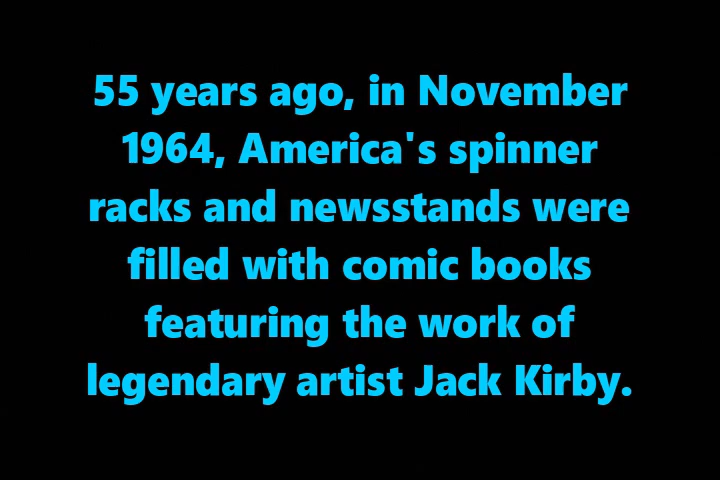 55 years ago, in November
1964, America's spinner
racks and newsstands were
filled with comic books
featuring the work of
legendary artist Jack Kirby.